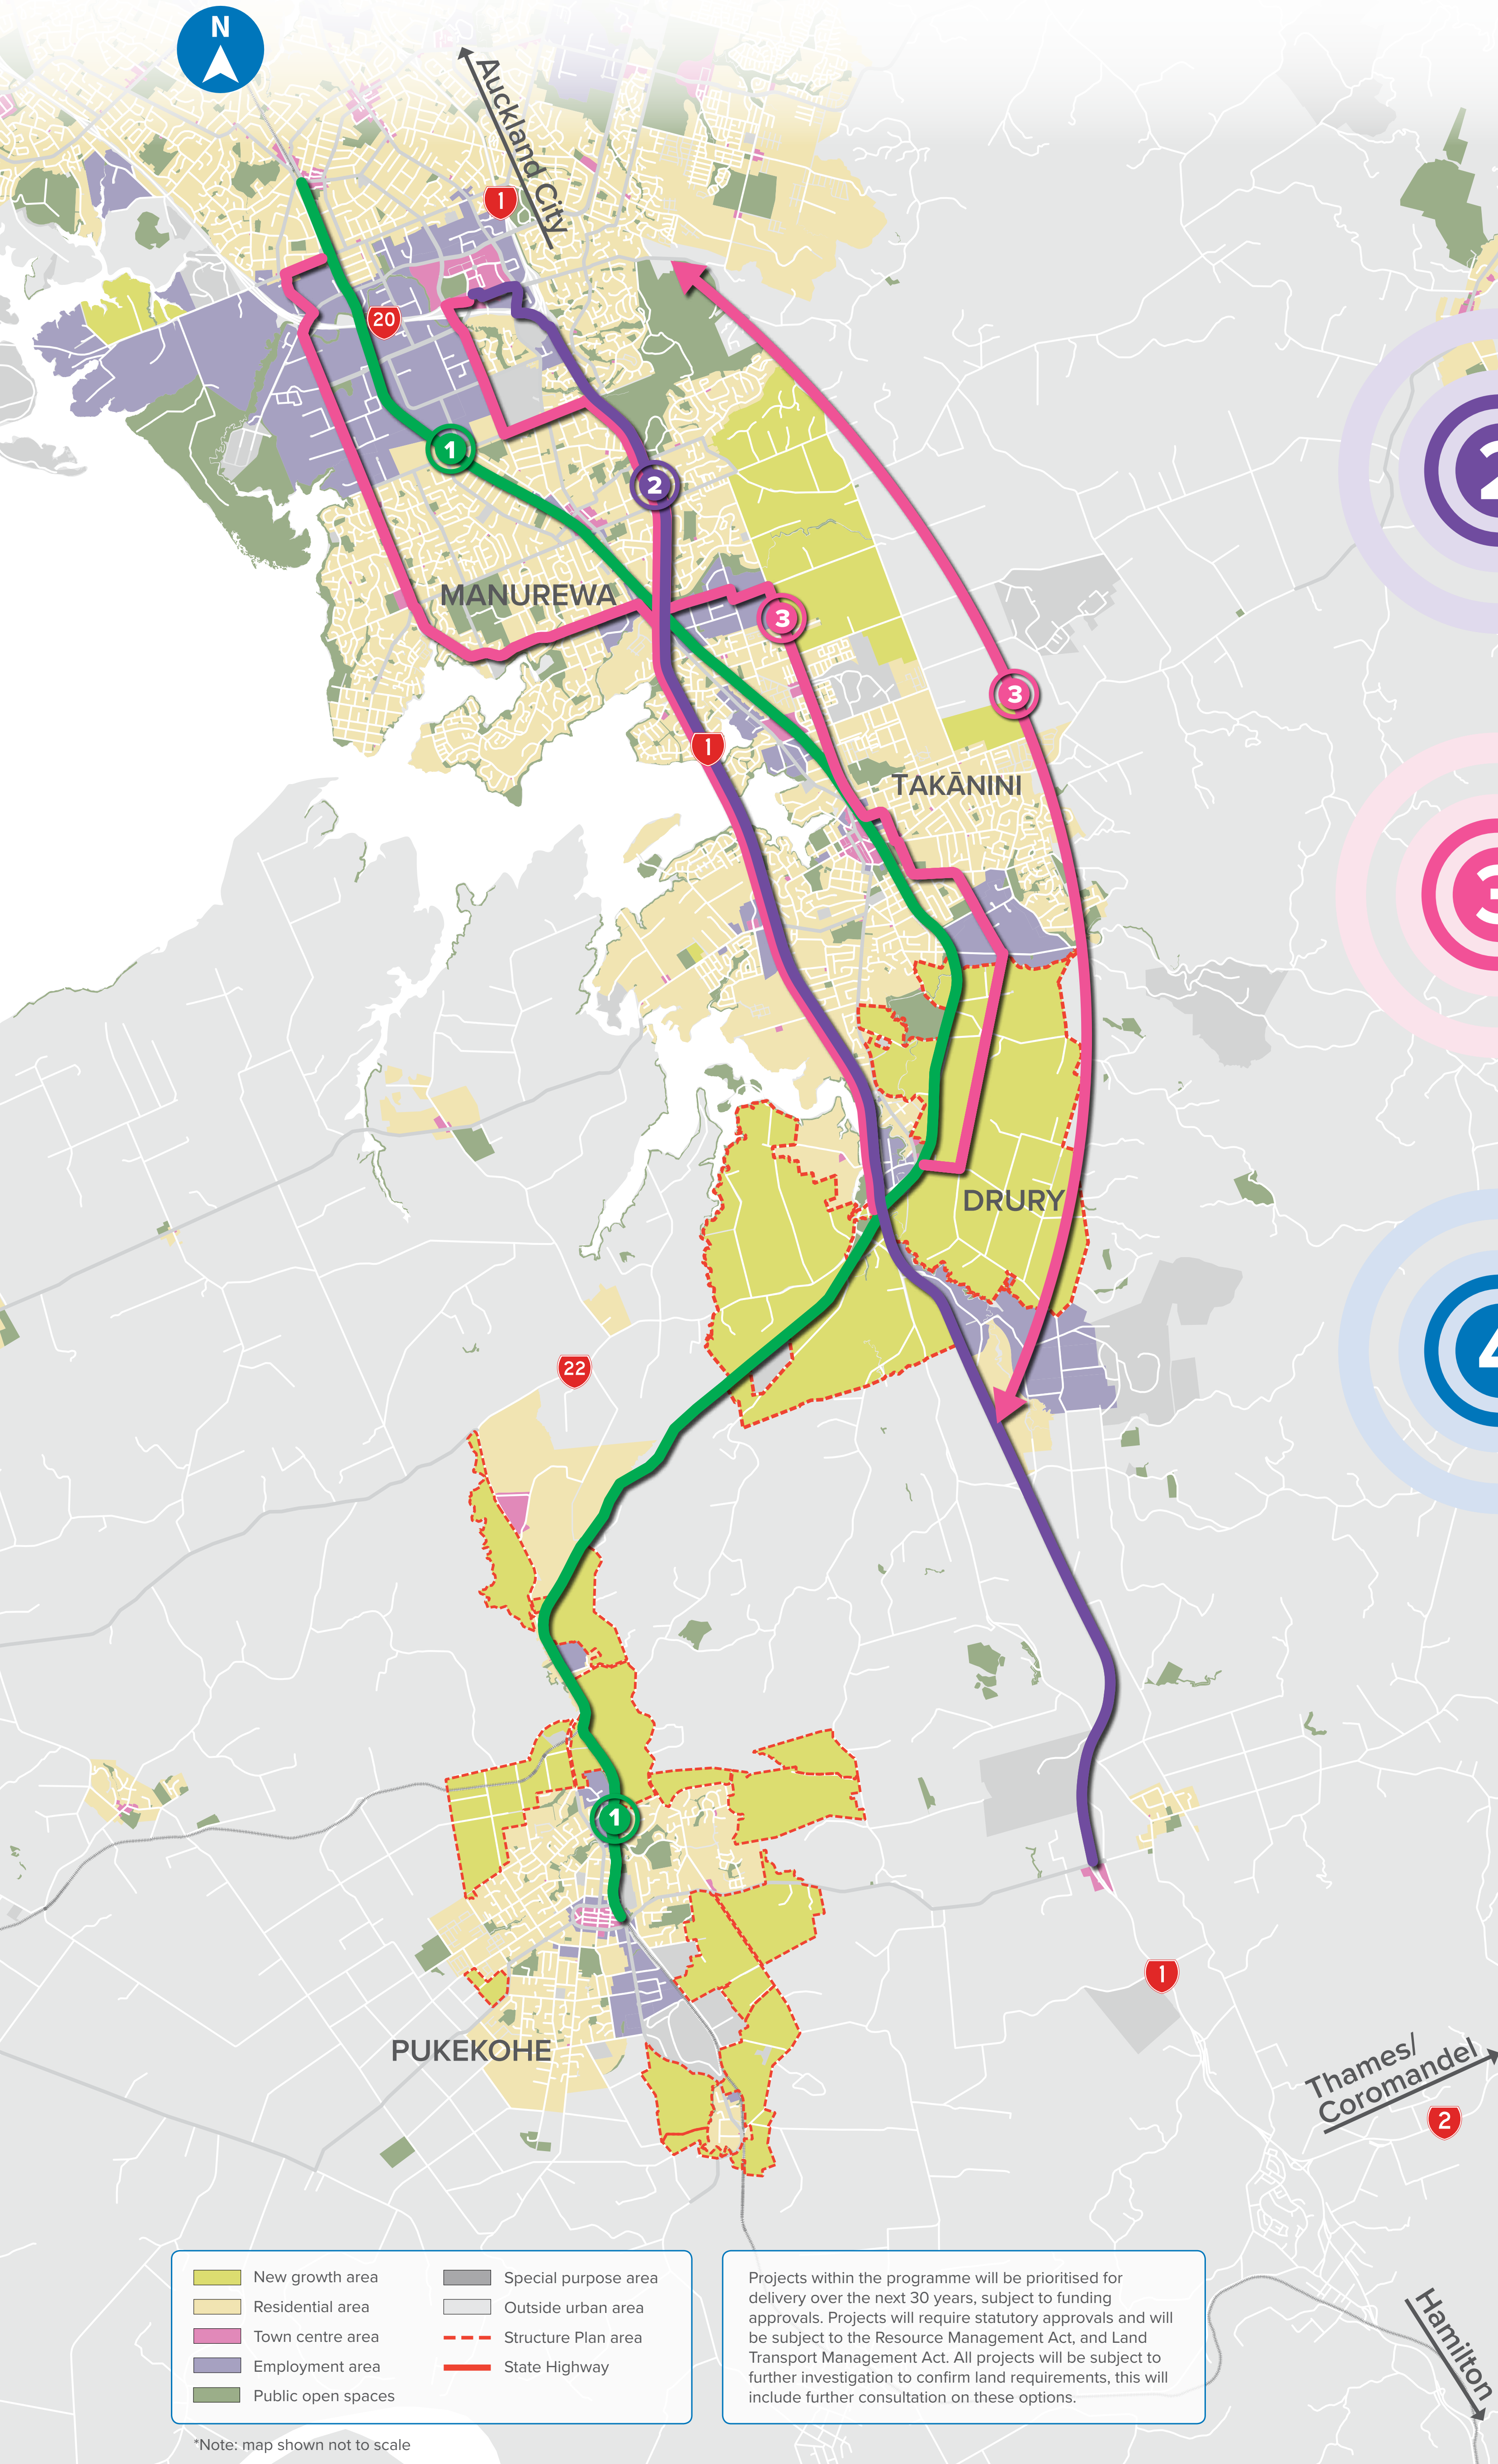 N
Auckland City
1
20
1
2
2
MANUREWA
3
3
1
TAKĀNINI
3
DRURY
4
22
1
1
PUKEKOHE
Thames/
Coromandel
2
Hamilton
New growth area
Residential area
Town centre area
Employment area
Public open spaces
Special purpose area
Outside urban area
Structure Plan area
State Highway
Projects within the programme will be prioritised for
delivery over the next 30 years, subject to funding
approvals. Projects will require statutory approvals and will
be subject to the Resource Management Act, and Land
Transport Management Act. All projects will be subject to
further investigation to confirm land requirements, this will
include further consultation on these options.
*Note: map shown not to scale